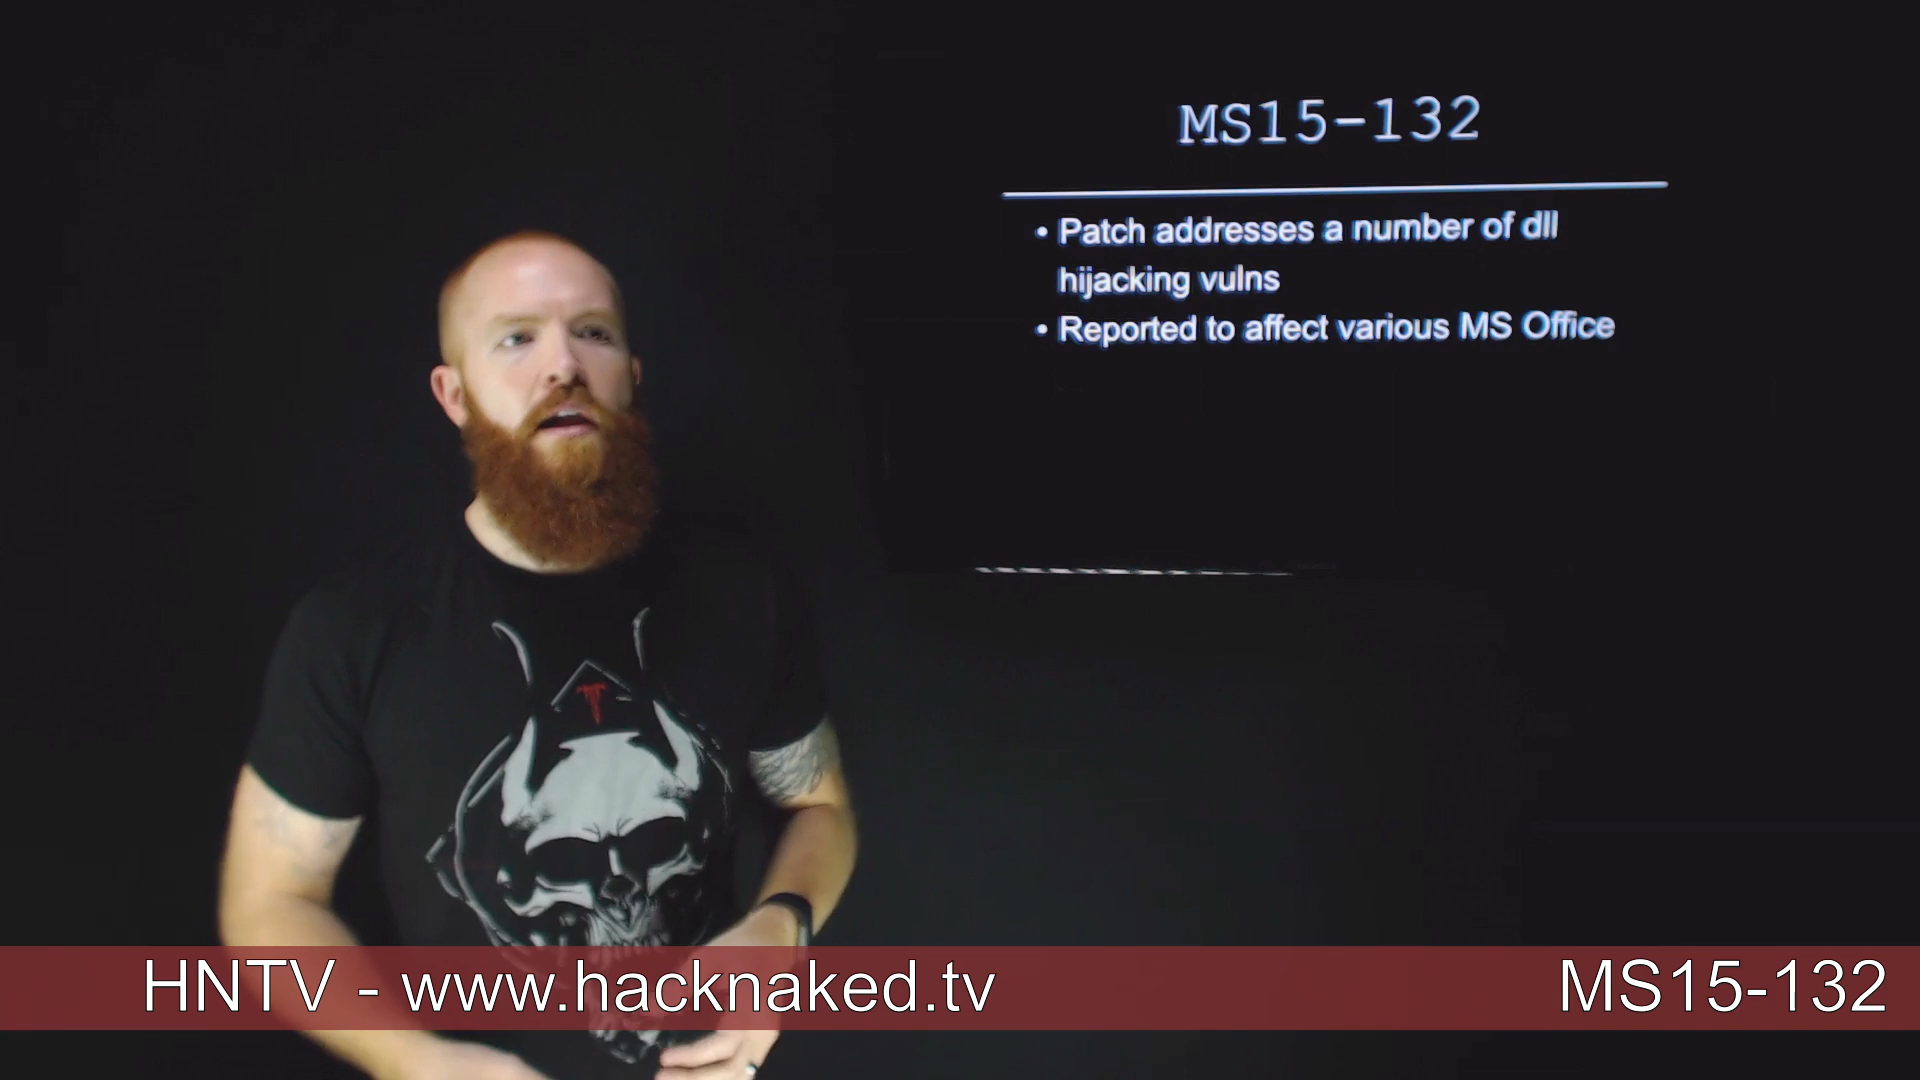 MS15-132
• Patch addresses a number of dll
hijacking vulns
• Reported to affect various MS Office
T
HNTV - www.hacknaked.tv
MS15-132